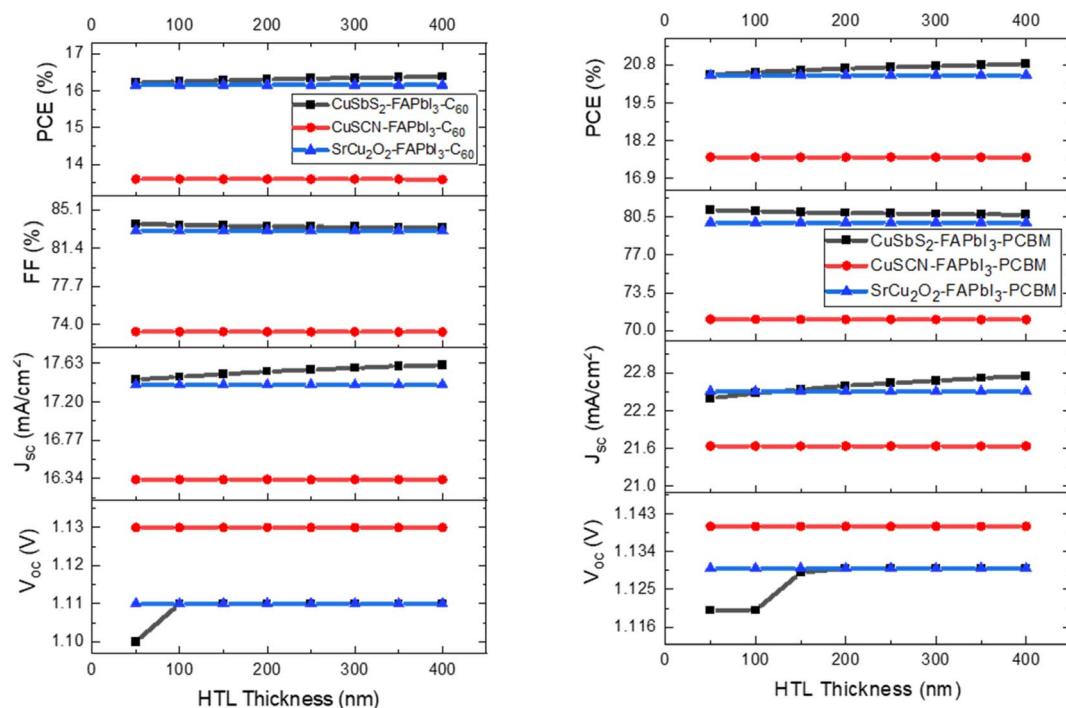 0 100 200 300 400
17
16
15
14
PCE (%)
CuSbS₂-FAPbI₃-C₆₀
CuSCN-FAPbI₃-C₆₀
SrCu₂O₂-FAPbI₃-C₆₀
85.1
81.4
77.7
74.0
FF (%)
17.63
17.20
16.77
16.34
Jsc (mA/cm²)
1.13
1.12
1.11
1.10
Voc (V)
0 100 200 300 400
HTL Thickness (nm)
0 100 200 300 400
20.8
19.5
18.2
16.9
PCE (%)
80.5
77.0
73.5
70.0
FF (%)
CuSbS₂-FAPbI₃-PCBM
CuSCN-FAPbI₃-PCBM
SrCu₂O₂-FAPbI₃-PCBM
22.8
22.2
21.6
21.0
Jsc (mA/cm²)
1.143
1.134
1.125
1.116
Voc (V)
0 100 200 300 400
HTL Thickness (nm)